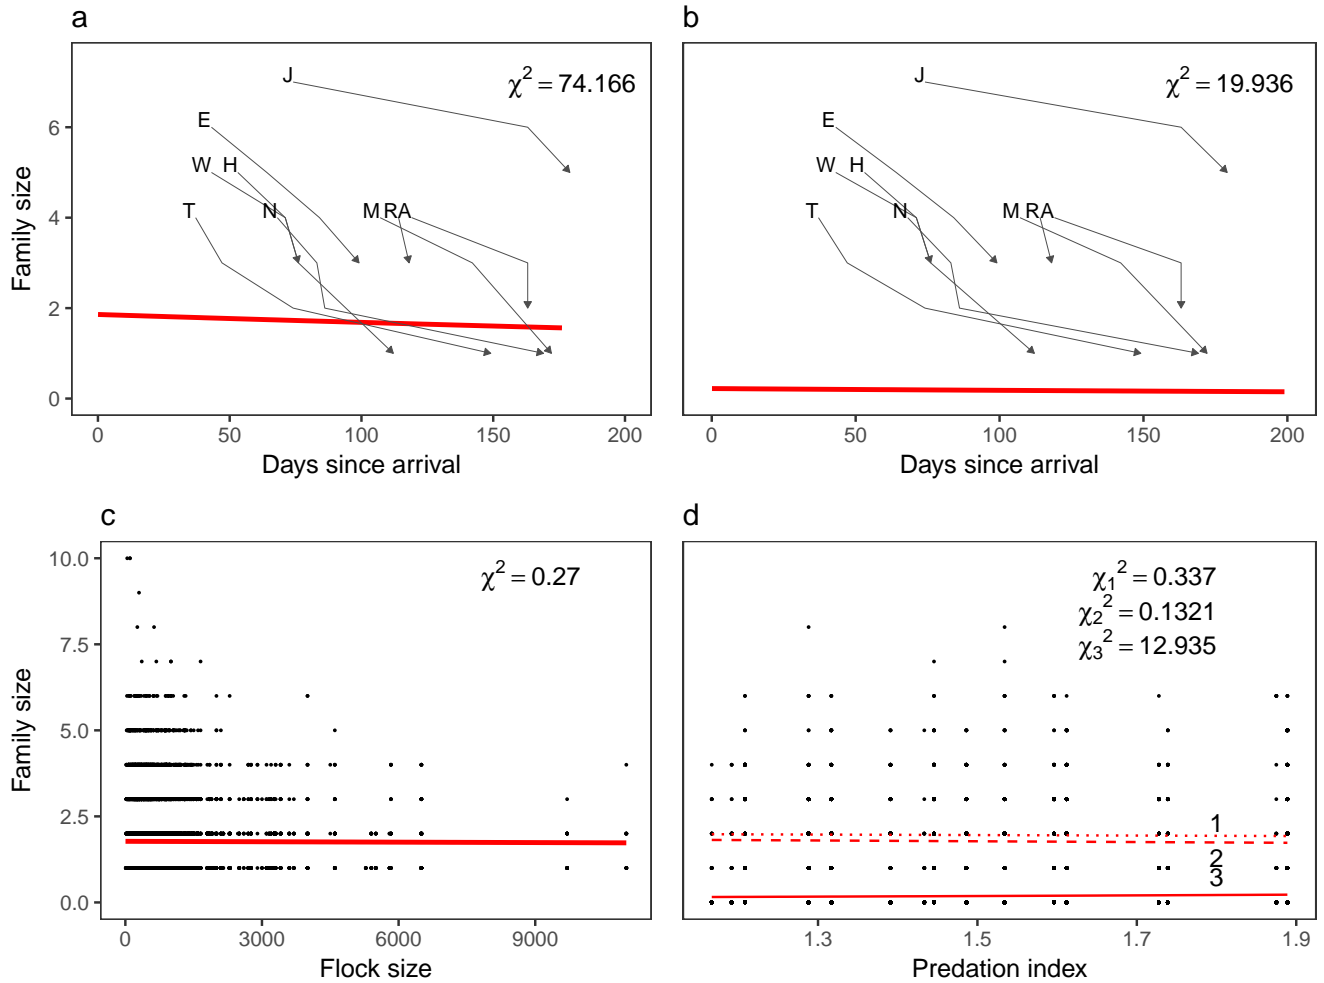 a
χ² = 74.166
J
E
W H
T
N
M R A
Family size
6
4
2
0
0 50 100 150 200
Days since arrival
b
χ² = 19.936
J
E
W H
T
N
M R A
0 50 100 150 200
Days since arrival
c
χ² = 0.27
Family size
10.0
7.5
5.0
2.5
0.0
0 3000 6000 9000
Flock size
d
χ₁² = 0.337
χ₂² = 0.1321
χ₃² = 12.935
1
2
3
1.3 1.5 1.7 1.9
Predation index